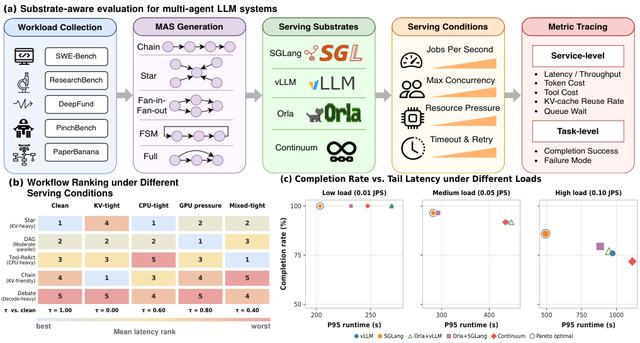 (a) Substrate-aware evaluation for multi-agent LLM systems
Workload Collection
SWE-Bench
ResearchBench
DeepFund
PinchBench
PaperBanana
MAS Generation
Chain
Star
Fan-in-
Fan-out
FSM
Full
Serving Substrates
SGLang
SGL
vLLM
vLLM
Orla
Orla
Continuum
Serving Conditions
Jobs Per Second
Max Concurrency
Resource Pressure
Timeout & Retry
Metric Tracing
Service-level
• Latency / Throughput
• Token Cost
• Tool Cost
• KV-cache Reuse Rate
• Queue Wait
Task-level
• Completion Success
• Failure Mode
(b) Workflow Ranking under Different
Serving Conditions
Clean KV-tight CPU-tight GPU pressure Mixed-tight
Star
(KV-heavy)
1 4 1 2 2
DAG
(Moderate
-parallel)
2 2 2 1 3
Tool-ReAct
(CPU-heavy)
3 3 5 3 1
Chain
(KV-friendly)
4 1 3 4 5
Debate
(Decode-heavy)
5 5 4 5 4
τ vs. clean τ = 1.00 τ = 0.00 τ = 0.60 τ = 0.80 τ = 0.40
best Mean latency rank worst
(c) Completion Rate vs. Tail Latency under Different Loads
Low load (0.01 JPS) Medium load (0.05 JPS) High load (0.10 JPS)
Completion rate (%)
100
75
50
200 250
P95 runtime (s)
100
75
50
300 400
P95 runtime (s)
100
75
50
500 750 1000
P95 runtime (s)
vLLM SGLang Orla+vLLM Orla+SGLang Continuum Pareto optimal